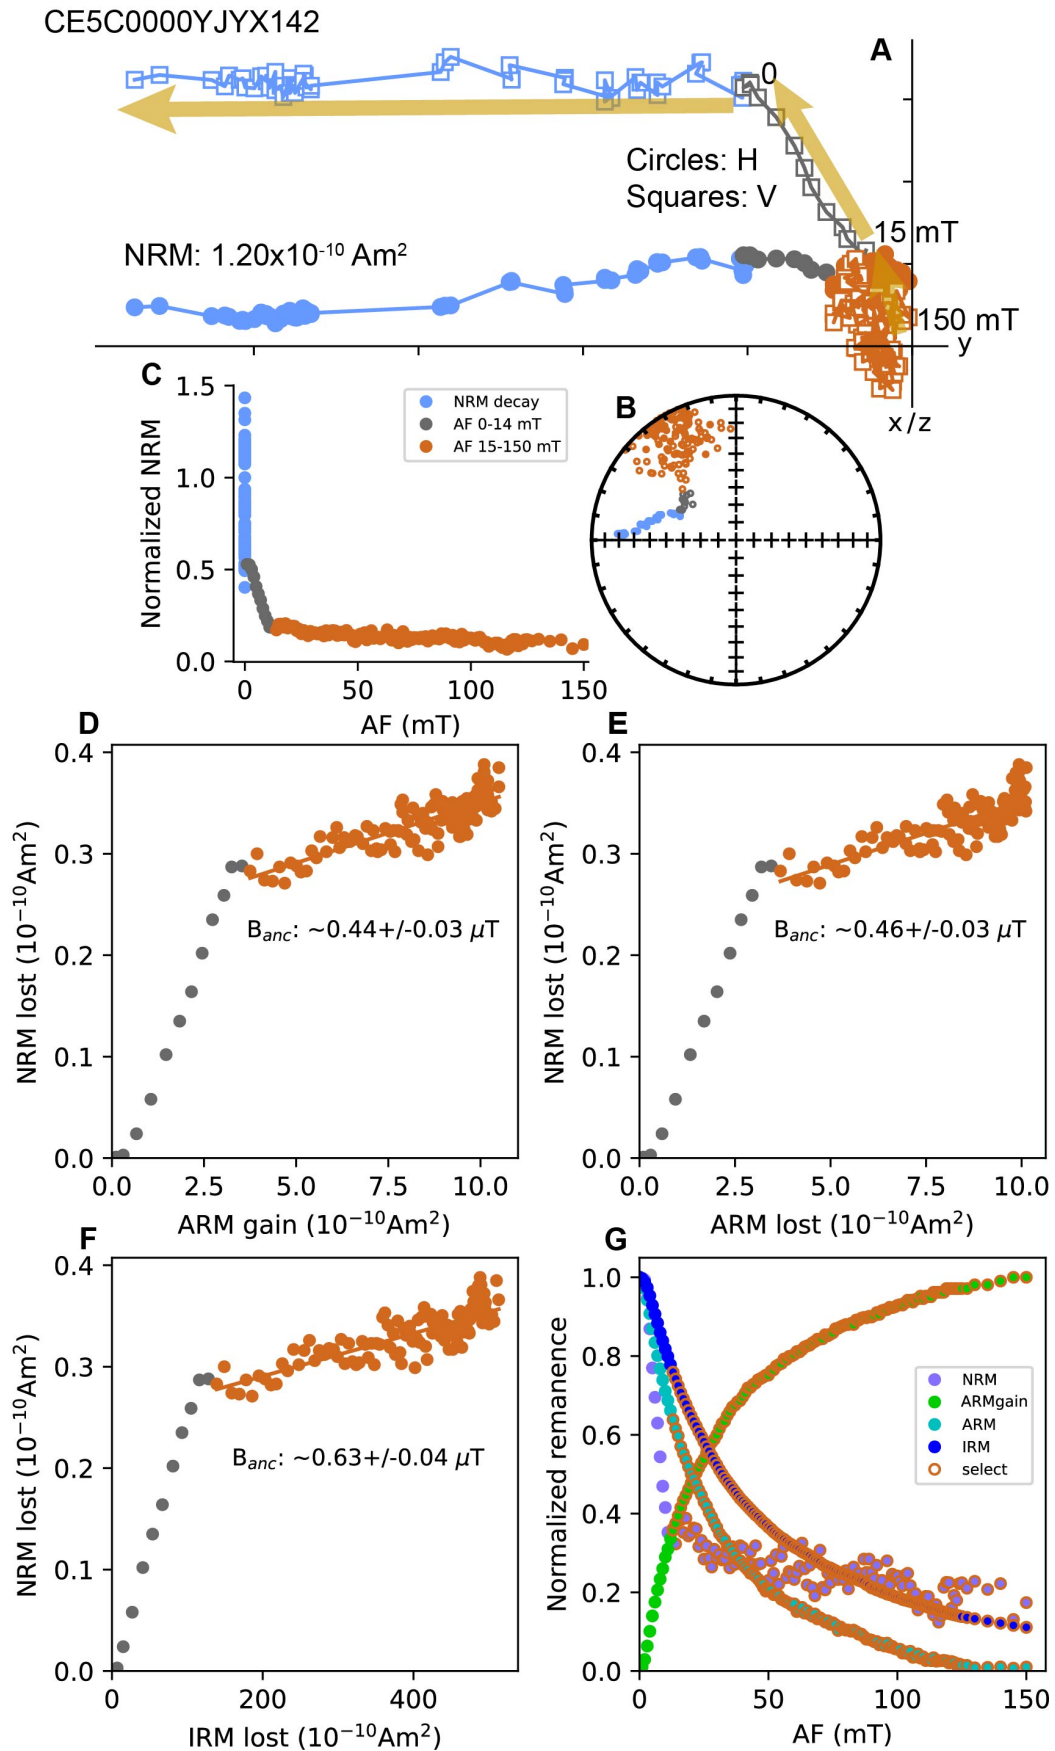 CE5C0000YJYX142
A
0
Circles: H
Squares: V
15 mT
NRM: 1.20x10⁻¹⁰ Am²
150 mT
y
x/z
C
1.5
1.0
0.5
0.0
Normalized NRM
NRM decay
AF 0-14 mT
AF 15-150 mT
0 50 100 150
AF (mT)
B
D
0.4
0.3
0.2
0.1
0.0
NRM lost (10⁻¹⁰Am²)
Banc: ~0.44+/-0.03 μT
0.0 2.5 5.0 7.5 10.0
ARM gain (10⁻¹⁰Am²)
E
0.4
0.3
0.2
0.1
0.0
NRM lost (10⁻¹⁰Am²)
Banc: ~0.46+/-0.03 μT
0.0 2.5 5.0 7.5 10.0
ARM lost (10⁻¹⁰Am²)
F
0.4
0.3
0.2
0.1
0.0
NRM lost (10⁻¹⁰Am²)
Banc: ~0.63+/-0.04 μT
0 200 400
IRM lost (10⁻¹⁰Am²)
G
1.0
0.8
0.6
0.4
0.2
0.0
Normalized remanence
NRM
ARMgain
ARM
IRM
select
0 50 100 150
AF (mT)